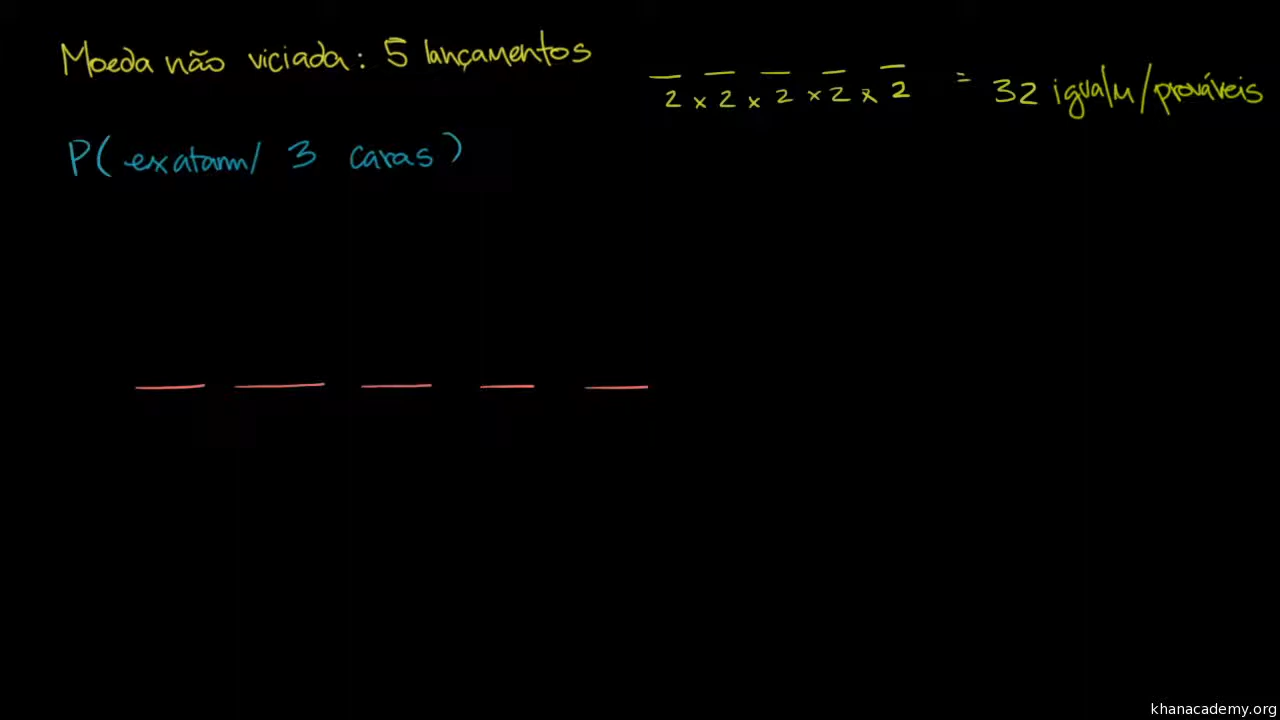 Moeda não viciada: 5 lançamentos
2 x 2 x 2 x 2 x 2 = 32 igualm/prováveis
P( exatam/ 3 caras )
khanacademy.org